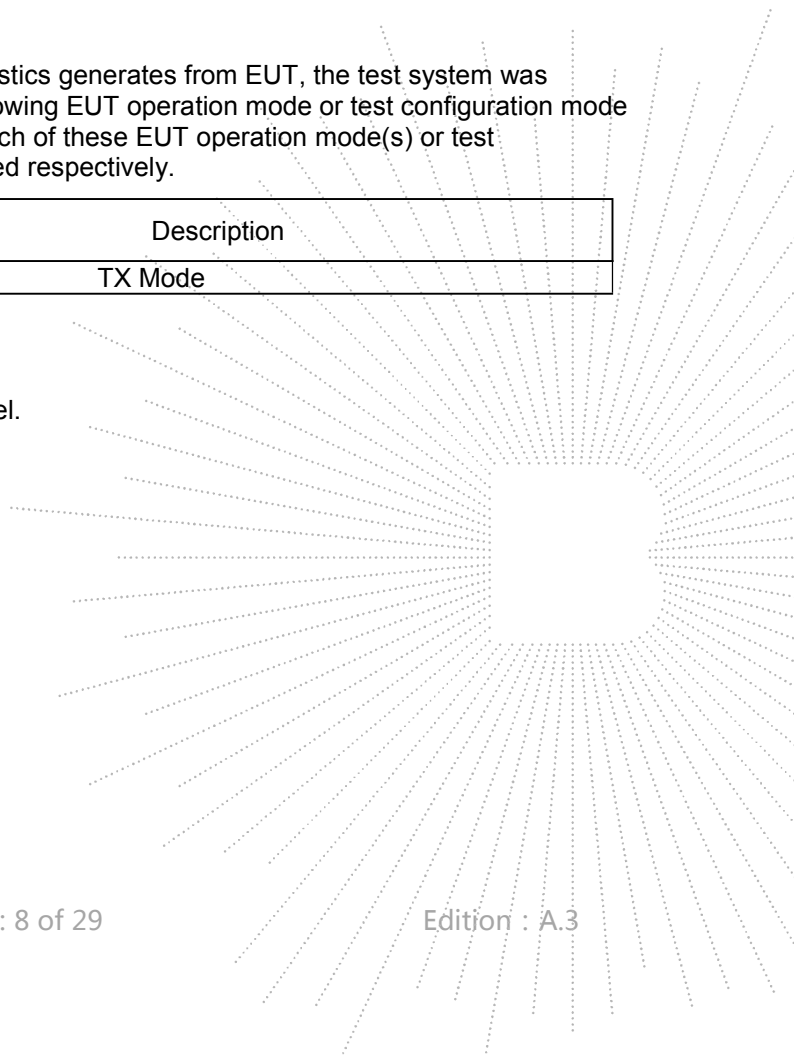 stics generates from EUT, the test system was
owing EUT operation mode or test configuration mode
ch of these EUT operation mode(s) or test
ed respectively.
Description
TX Mode
el.
: 8 of 29 Edition : A.3